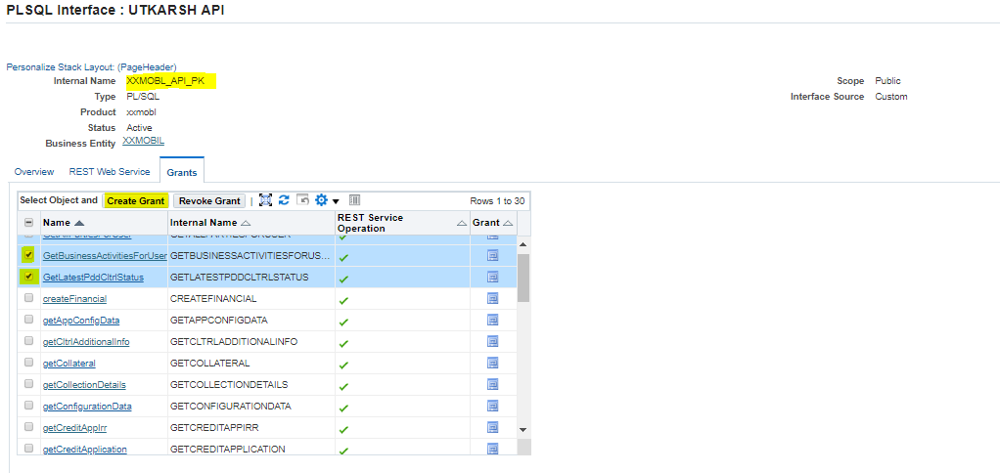 PLSQL Interface : UTKARSH API
Personalize Stack Layout: (PageHeader)
Internal Name XXMOBL_API_PK
Scope Public
Type PL/SQL
Interface Source Custom
Product xxmobl
Status Active
Business Entity XXMOBIL
Overview REST Web Service Grants
Select Object and Create Grant Revoke Grant | Rows 1 to 30
Name Internal Name REST Service Operation Grant
GetAllPartiesForUser GETALLPARTIESFORUSER
GetBusinessActivitiesForUser GETBUSINESSACTIVITIESFORUS...
GetLatestPddCltrlStatus GETLATESTPDDCLTRLSTATUS
createFinancial CREATEFINANCIAL
getAppConfigData GETAPPCONFIGDATA
getCltrlAdditionalInfo GETCLTRLADDITIONALINFO
getCollateral GETCOLLATERAL
getCollectionDetails GETCOLLECTIONDETAILS
getConfigurationData GETCONFIGURATIONDATA
getCreditAppIrr GETCREDITAPPIRR
getCreditApplication GETCREDITAPPLICATION